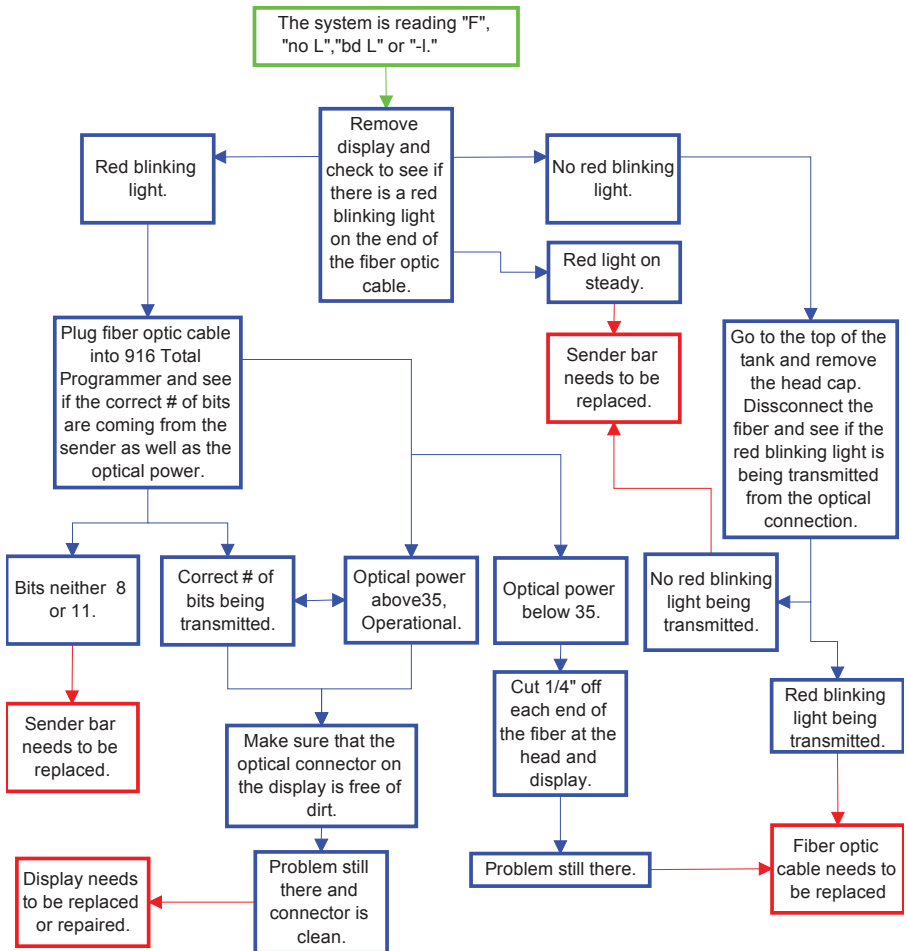 The system is reading "F",
"no L","bd L" or "-l."
Remove
display and
check to see if
there is a red
blinking light
on the end of
the fiber optic
cable.
Red blinking
light.
No red blinking
light.
Red light on
steady.
Sender bar
needs to be
replaced.
Plug fiber optic cable
into 916 Total
Programmer and see
if the correct # of bits
are coming from the
sender as well as the
optical power.
Go to the top of the
tank and remove
the head cap.
Dissconnect the
fiber and see if the
red blinking light is
being transmitted
from the optical
connection.
Bits neither 8
or 11.
Correct # of
bits being
transmitted.
Optical power
above35,
Operational.
Optical power
below 35.
No red blinking
light being
transmitted.
Sender bar
needs to be
replaced.
Make sure that the
optical connector on
the display is free of
dirt.
Cut 1/4" off
each end of
the fiber at the
head and
display.
Red blinking
light being
transmitted.
Display needs
to be replaced
or repaired.
Problem still
there and
connector is
clean.
Problem still there.
Fiber optic
cable needs to
be replaced